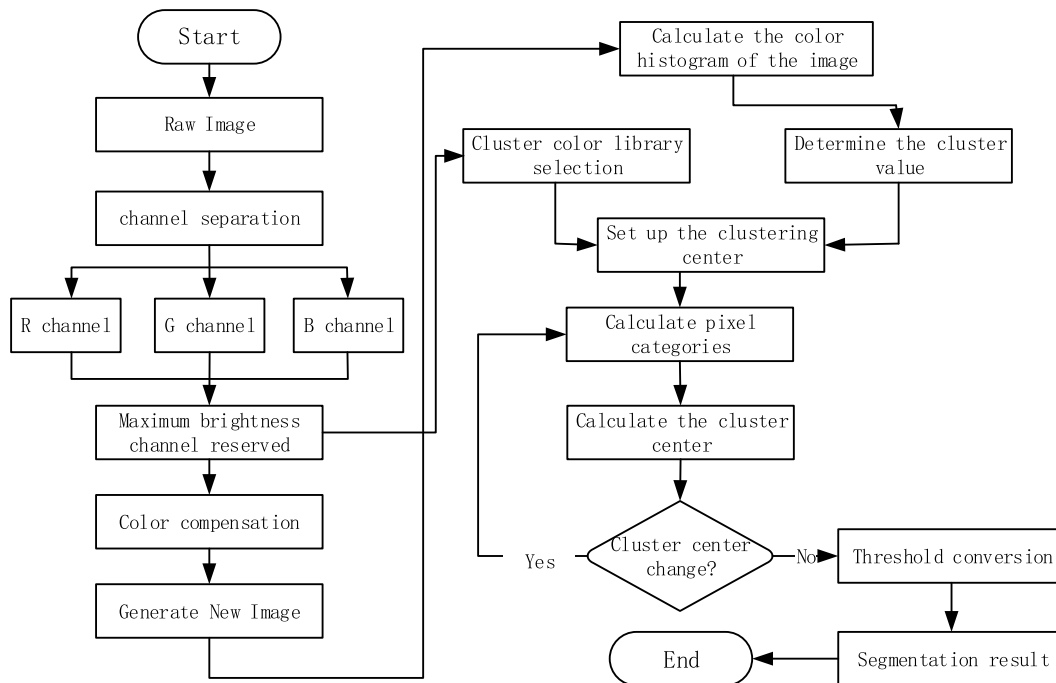 Start
Raw Image
channel separation
R channel
G channel
B channel
Maximum brightness
channel reserved
Color compensation
Generate New Image
Calculate the color
histogram of the image
Cluster color library
selection
Determine the cluster
value
Set up the clustering
center
Calculate pixel
categories
Calculate the cluster
center
Cluster center
change?
Yes
No
Threshold conversion
Segmentation result
End